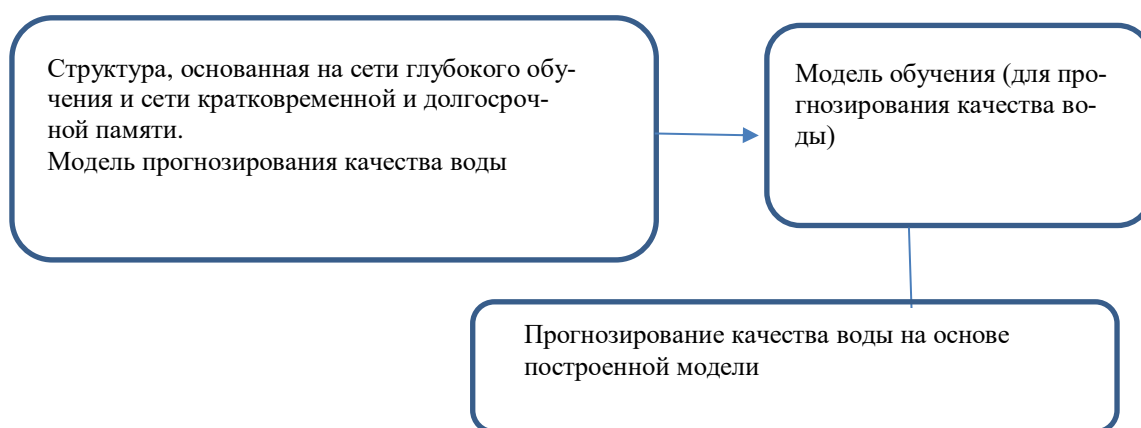 Структура, основанная на сети глубокого обу-
чения и сети кратковременной и долгосроч-
ной памяти.
Модель прогнозирования качества воды
Модель обучения (для про-
гнозирования качества во-
ды)
Прогнозирование качества воды на основе
построенной модели